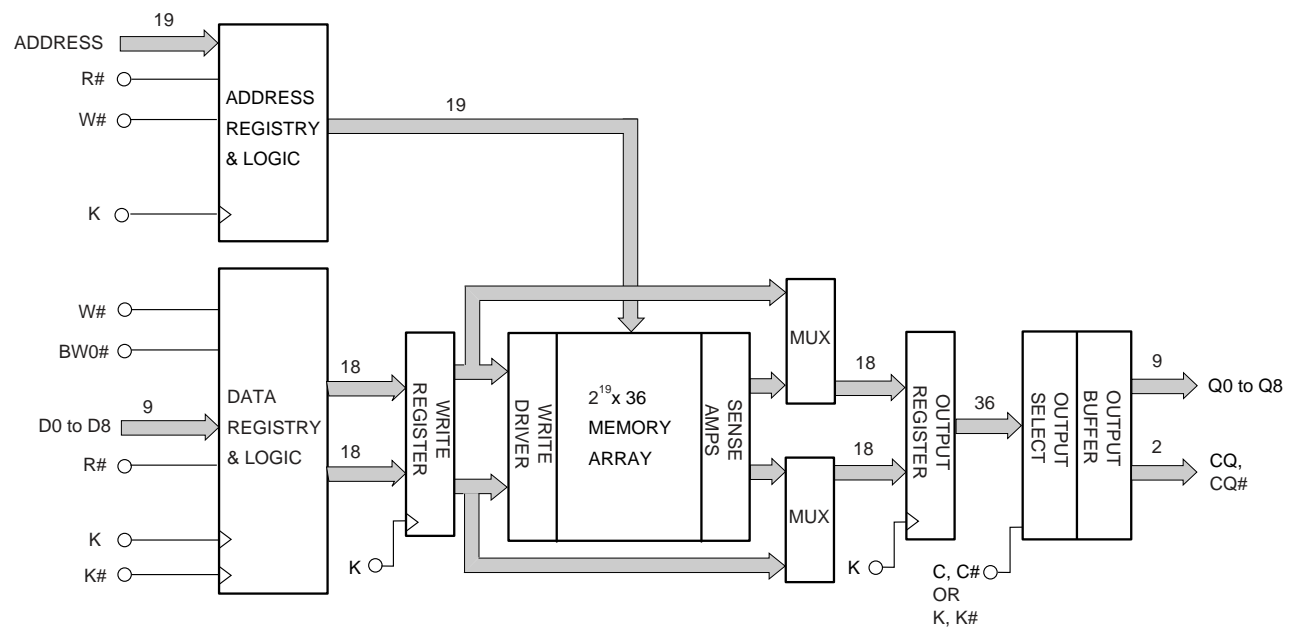 19
ADDRESS
R#
W#
K
ADDRESS
REGISTRY
& LOGIC
19
W#
BW0#
9
D0 to D8
R#
K
K#
DATA
REGISTRY
& LOGIC
18
18
WRITE
REGISTER
K
WRITE
DRIVER
2¹⁹x 36
MEMORY
ARRAY
SENSE
AMPS
MUX
MUX
18
18
OUTPUT
REGISTER
K
36
OUTPUT
SELECT
OUTPUT
BUFFER
C, C#
OR
K, K#
9
Q0 to Q8
2
CQ,
CQ#